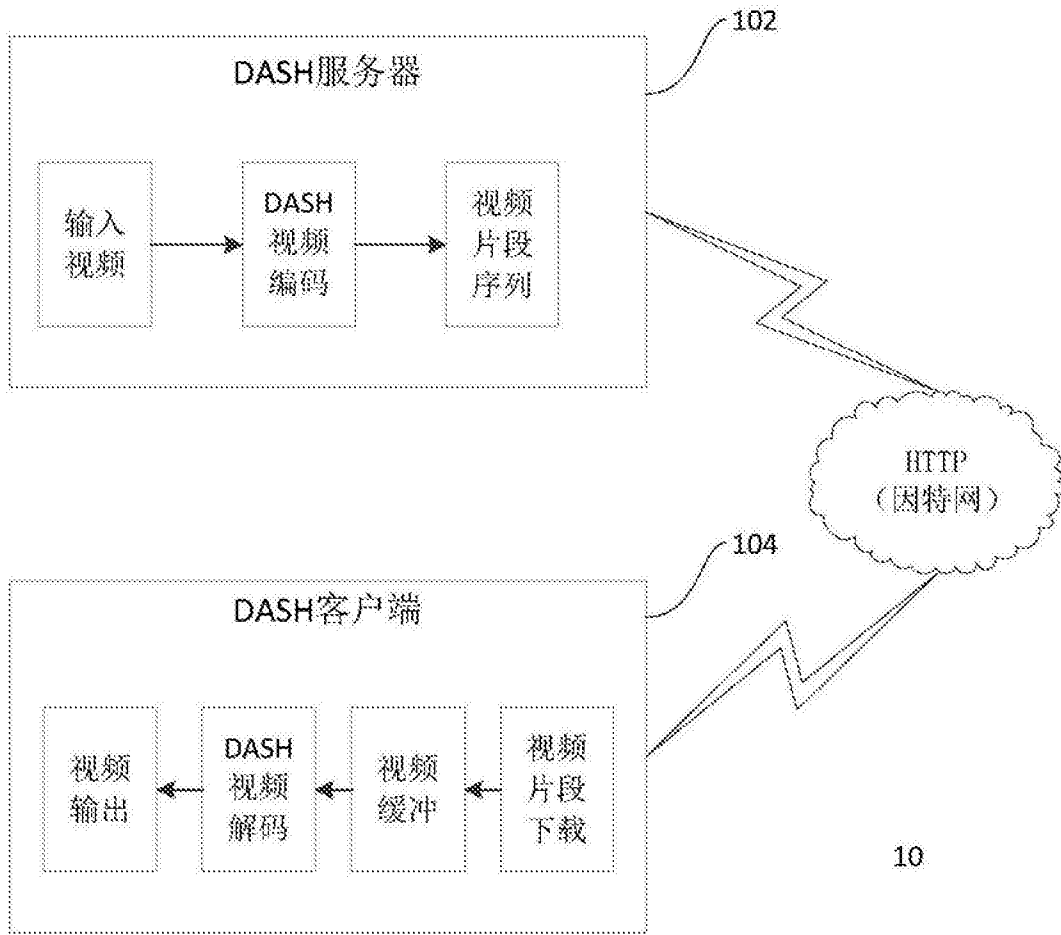 102
DASH服务器
输入
视频
DASH
视频
编码
视频
片段
序列
HTTP
（因特网）
104
DASH客户端
视频
输出
DASH
视频
解码
视频
缓冲
视频
片段
下载
10